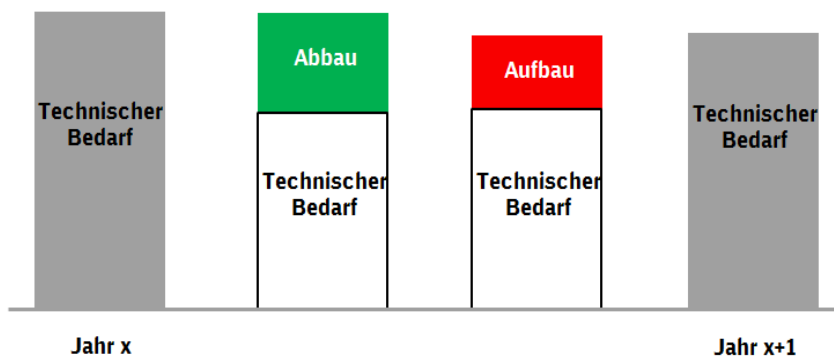 Technischer
Bedarf
Abbau
Technischer
Bedarf
Aufbau
Technischer
Bedarf
Technischer
Bedarf
Jahr x
Jahr x+1